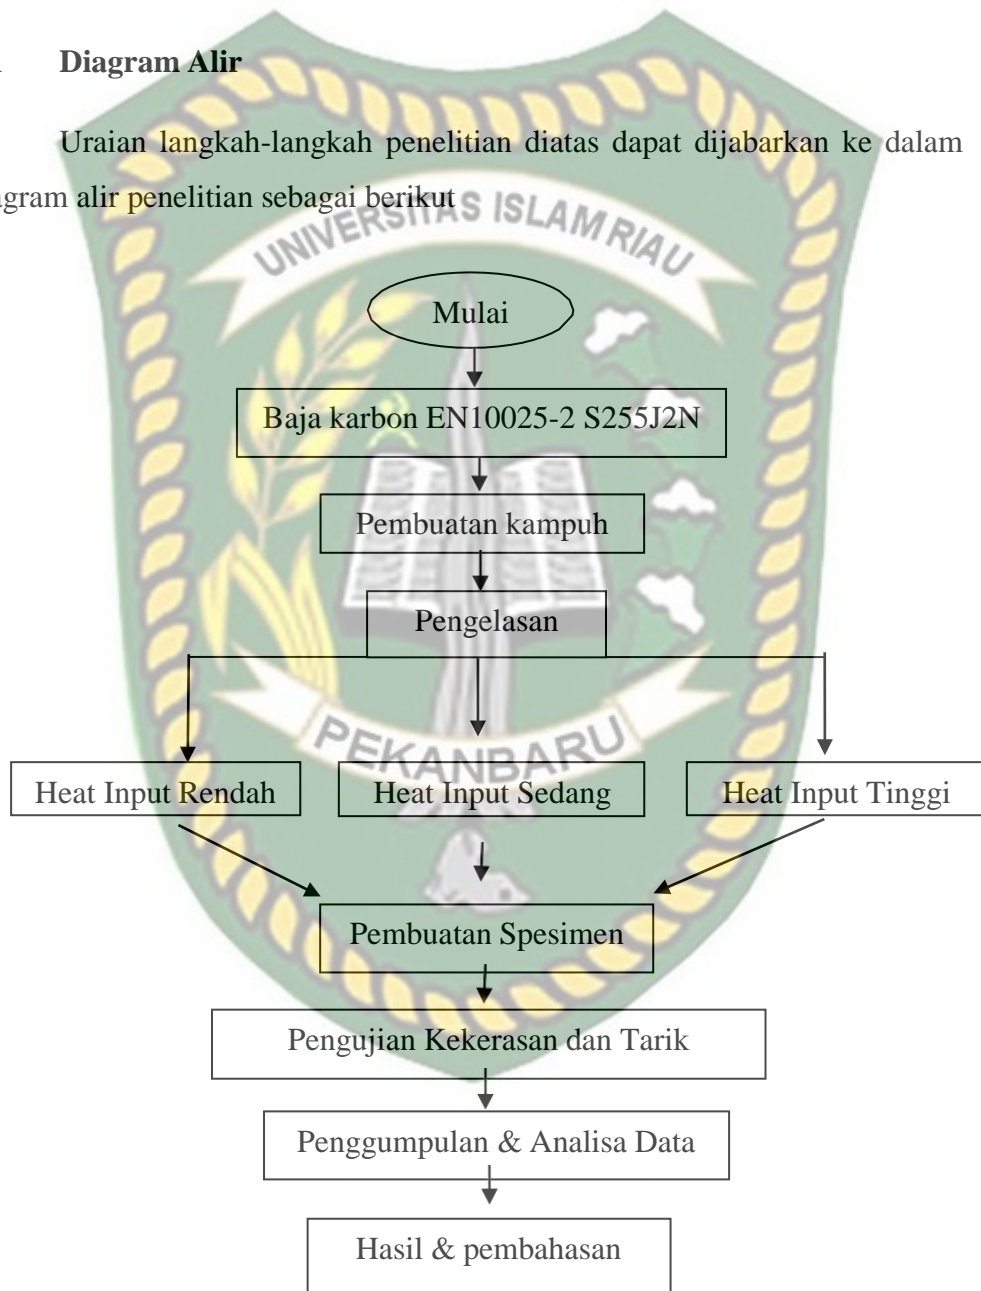 Diagram Alir
Uraian langkah-langkah penelitian diatas dapat dijabarkan ke dalam
agram alir penelitian sebagai berikut
UNIVERSITAS ISLAM RIAU
Mulai
Baja karbon EN10025-2 S255J2N
Pembuatan kampuh
Pengelasan
PEKANBARU
Heat Input Rendah
Heat Input Sedang
Heat Input Tinggi
Pembuatan Spesimen
Pengujian Kekerasan dan Tarik
Penggumpulan & Analisa Data
Hasil & pembahasan